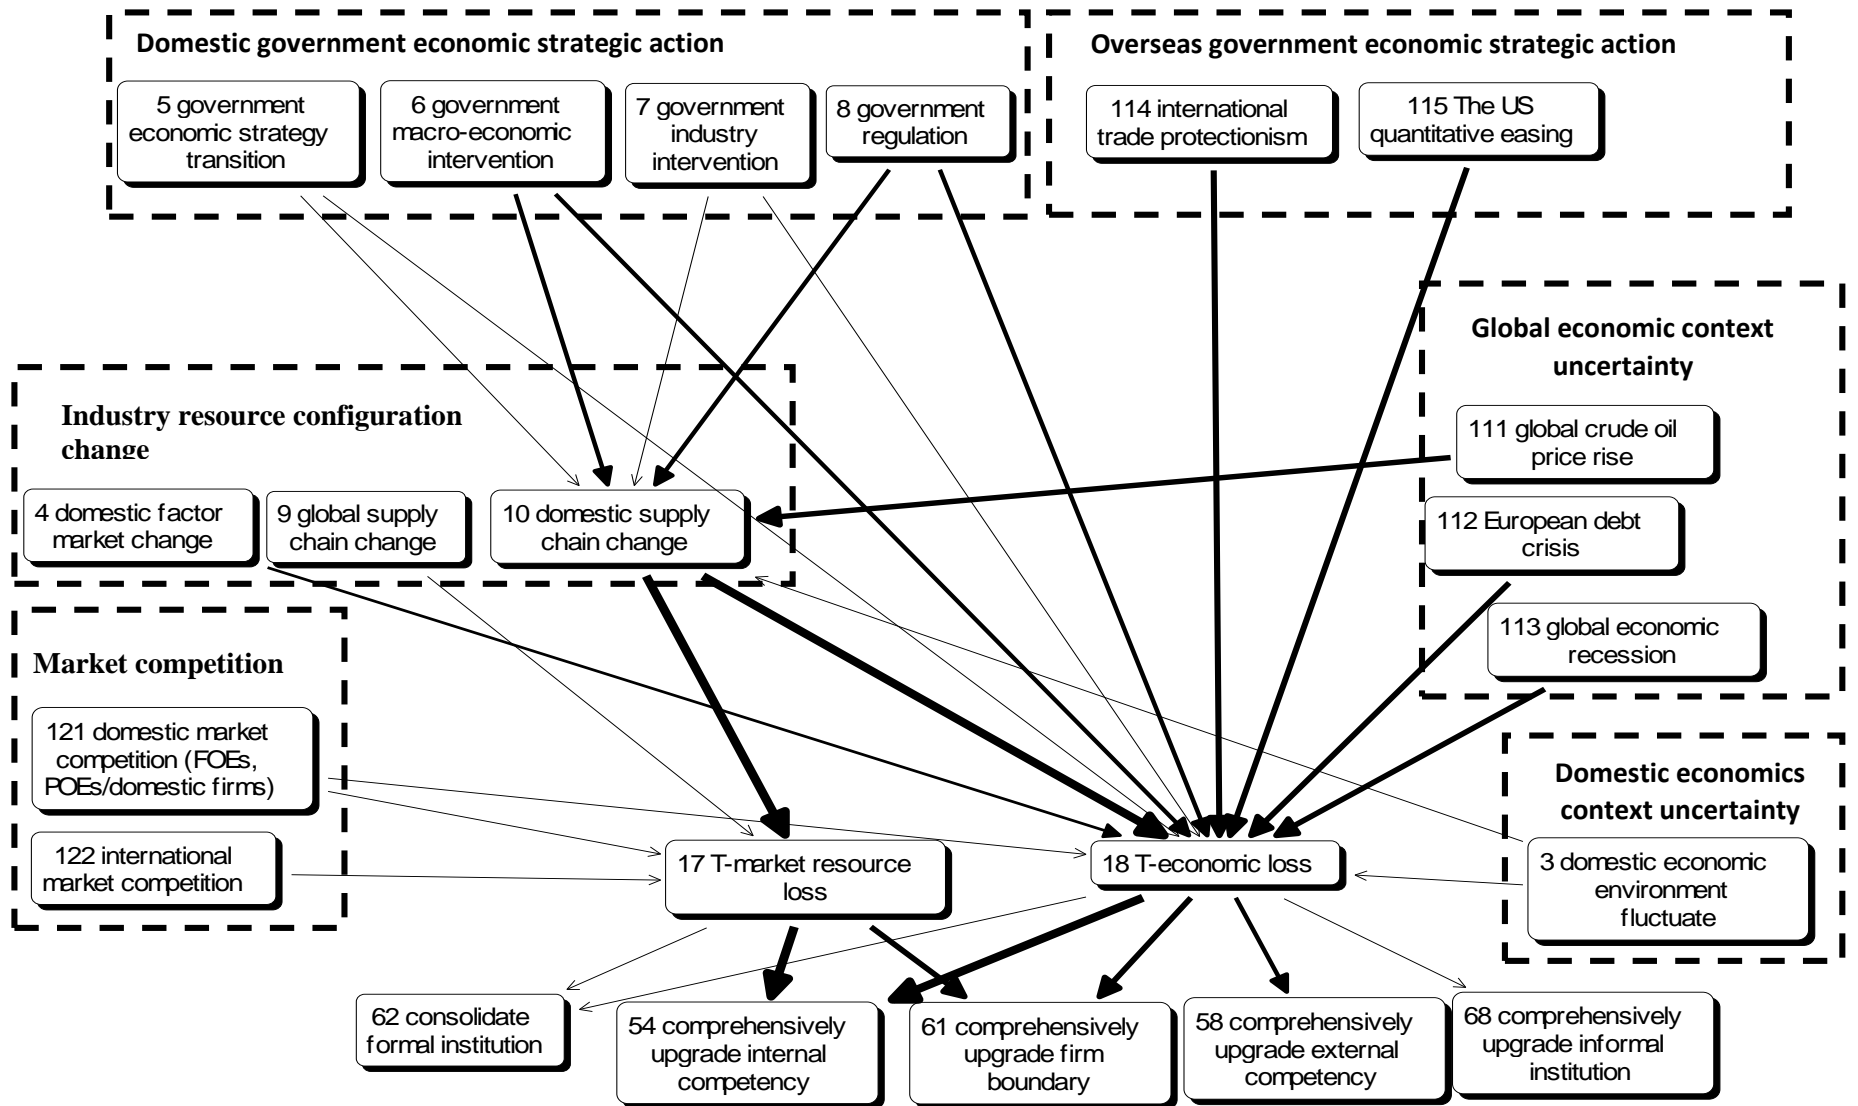 Domestic government economic strategic action
Overseas government economic strategic action
5 government
economic strategy
transition
6 government
macro-economic
intervention
7 government
industry
intervention
8 government
regulation
114 international
trade protectionism
115 The US
quantitative easing
Global economic context
uncertainty
111 global crude oil
price rise
112 European debt
crisis
113 global economic
recession
Industry resource configuration
change
4 domestic factor
market change
9 global supply
chain change
10 domestic supply
chain change
Market competition
121 domestic market
competition (FOEs,
POEs/domestic firms)
122 international
market competition
Domestic economics
context uncertainty
3 domestic economic
environment
fluctuate
17 T-market resource
loss
18 T-economic loss
62 consolidate
formal institution
54 comprehensively
upgrade internal
competency
61 comprehensively
upgrade firm
boundary
58 comprehensively
upgrade external
competency
68 comprehensively
upgrade informal
institution